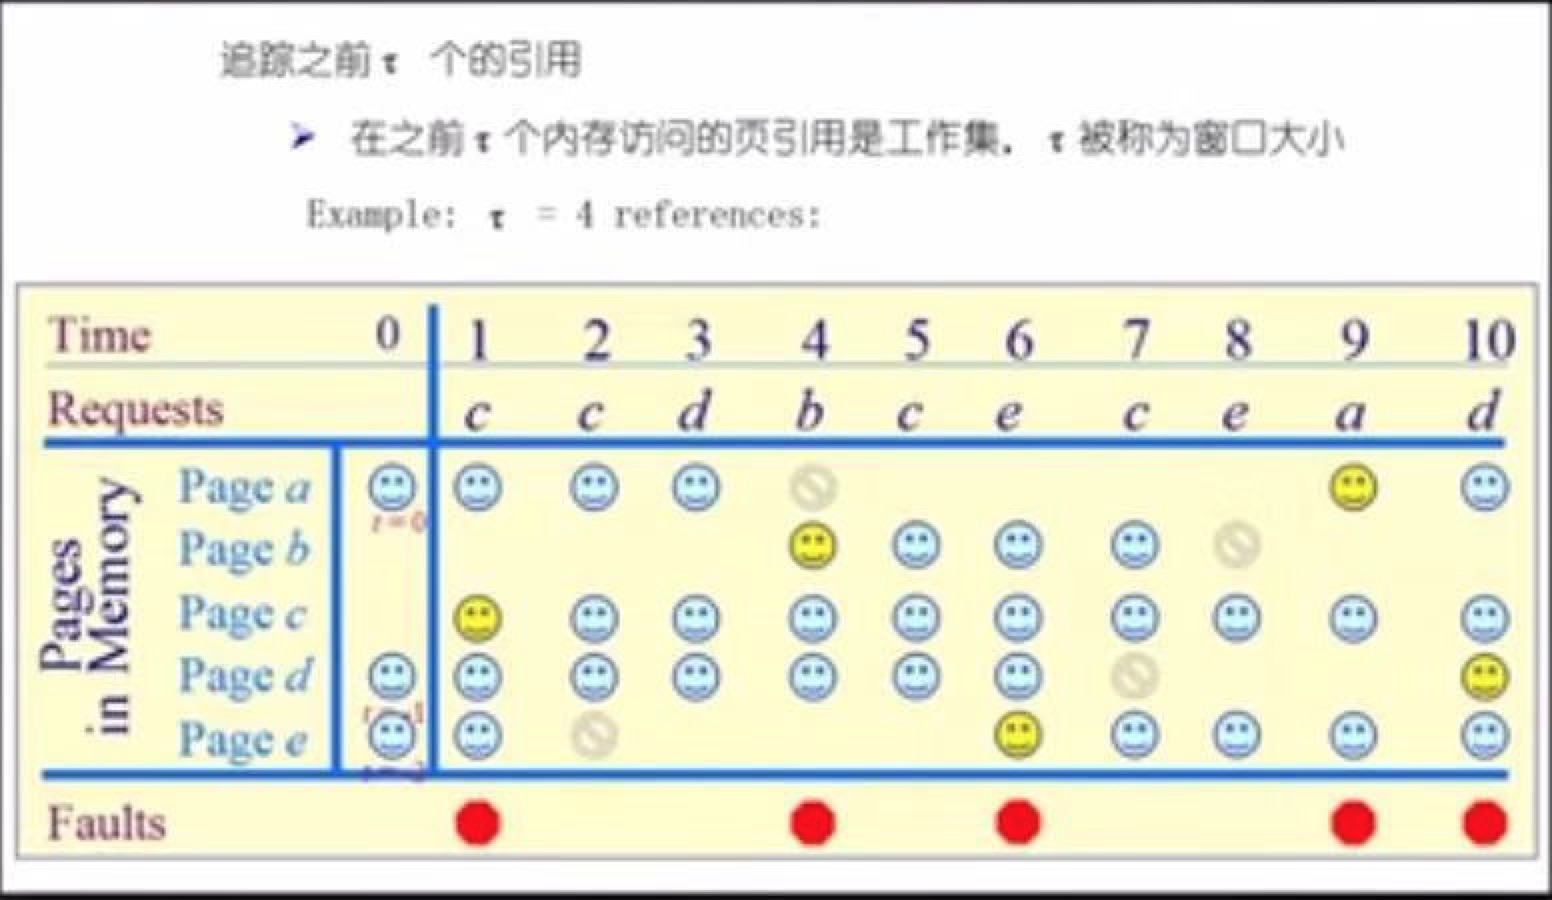 追踪之前 τ 个的引用
➢ 在之前 τ 个内存访问的页引用是工作集, τ 被称为窗口大小
Example: τ = 4 references:
Time 0 1 2 3 4 5 6 7 8 9 10
Requests c c d b c e c e a d
Pages in Memory
Page a
t = 0
Page b
Page c
Page d
Page e
Faults